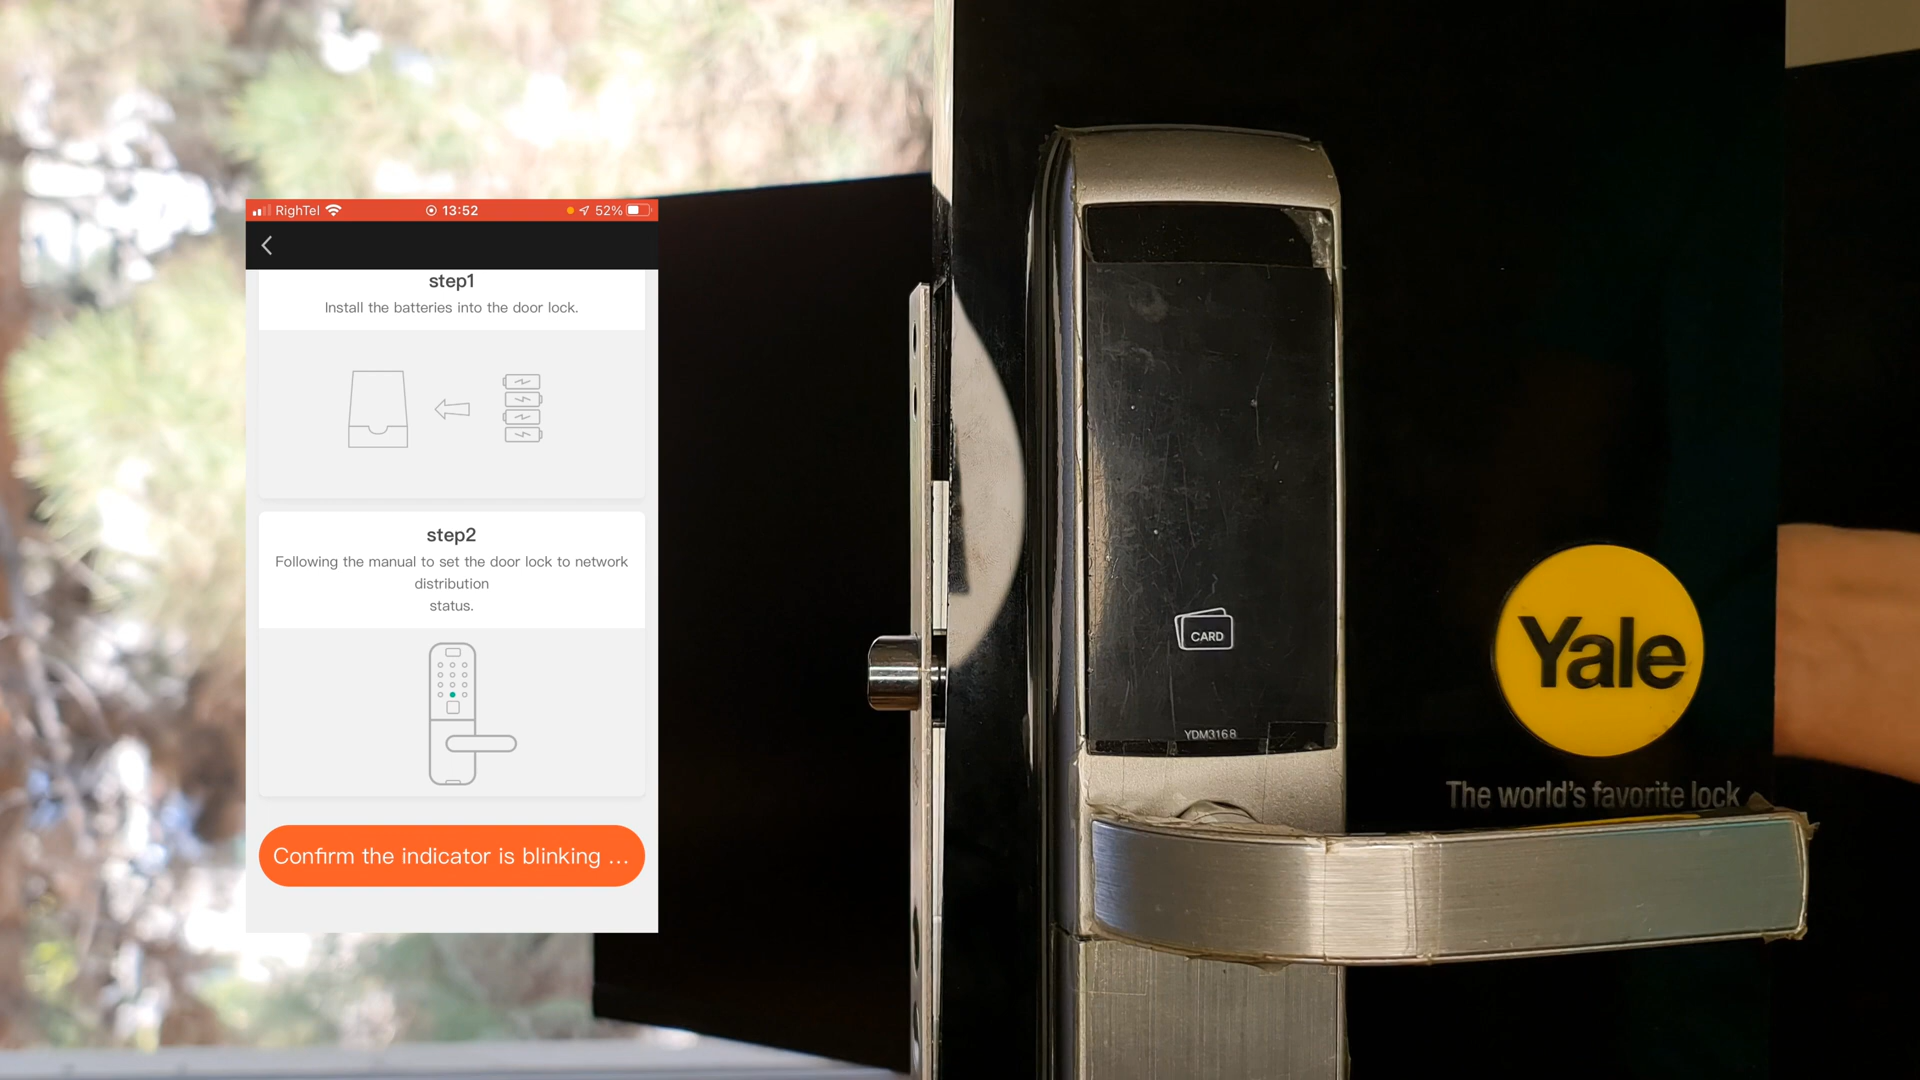 RighTel
13:52
52%
step1
Install the batteries into the door lock.
step2
Following the manual to set the door lock to network
distribution
status.
Confirm the indicator is blinking ...
CARD
YDM3168
Yale
The world's favorite lock